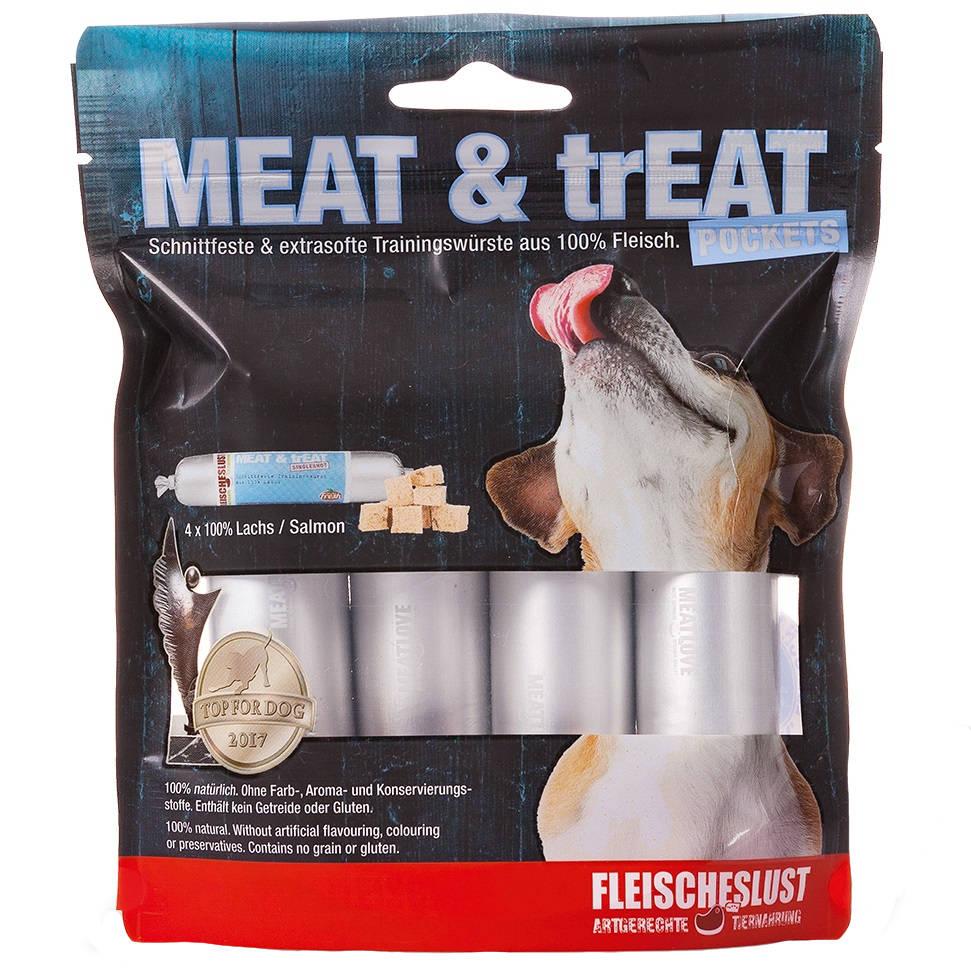 MEAT & trEAT
POCKETS
Schnittfeste & extrasofte Trainingswürste aus 100% Fleisch.
MEAT & trEAT
SINGLESHOT
4 x 100% Lachs / Salmon
MEATLOVE
TOP FOR DOG
2017
100% natürlich. Ohne Farb-, Aroma- und Konservierungs-
stoffe. Enthält kein Getreide oder Gluten.
100% natural. Without artificial flavouring, colouring
or preservatives. Contains no grain or gluten.
FLEISCHESLUST
ARTGERECHTE TIERNAHRUNG